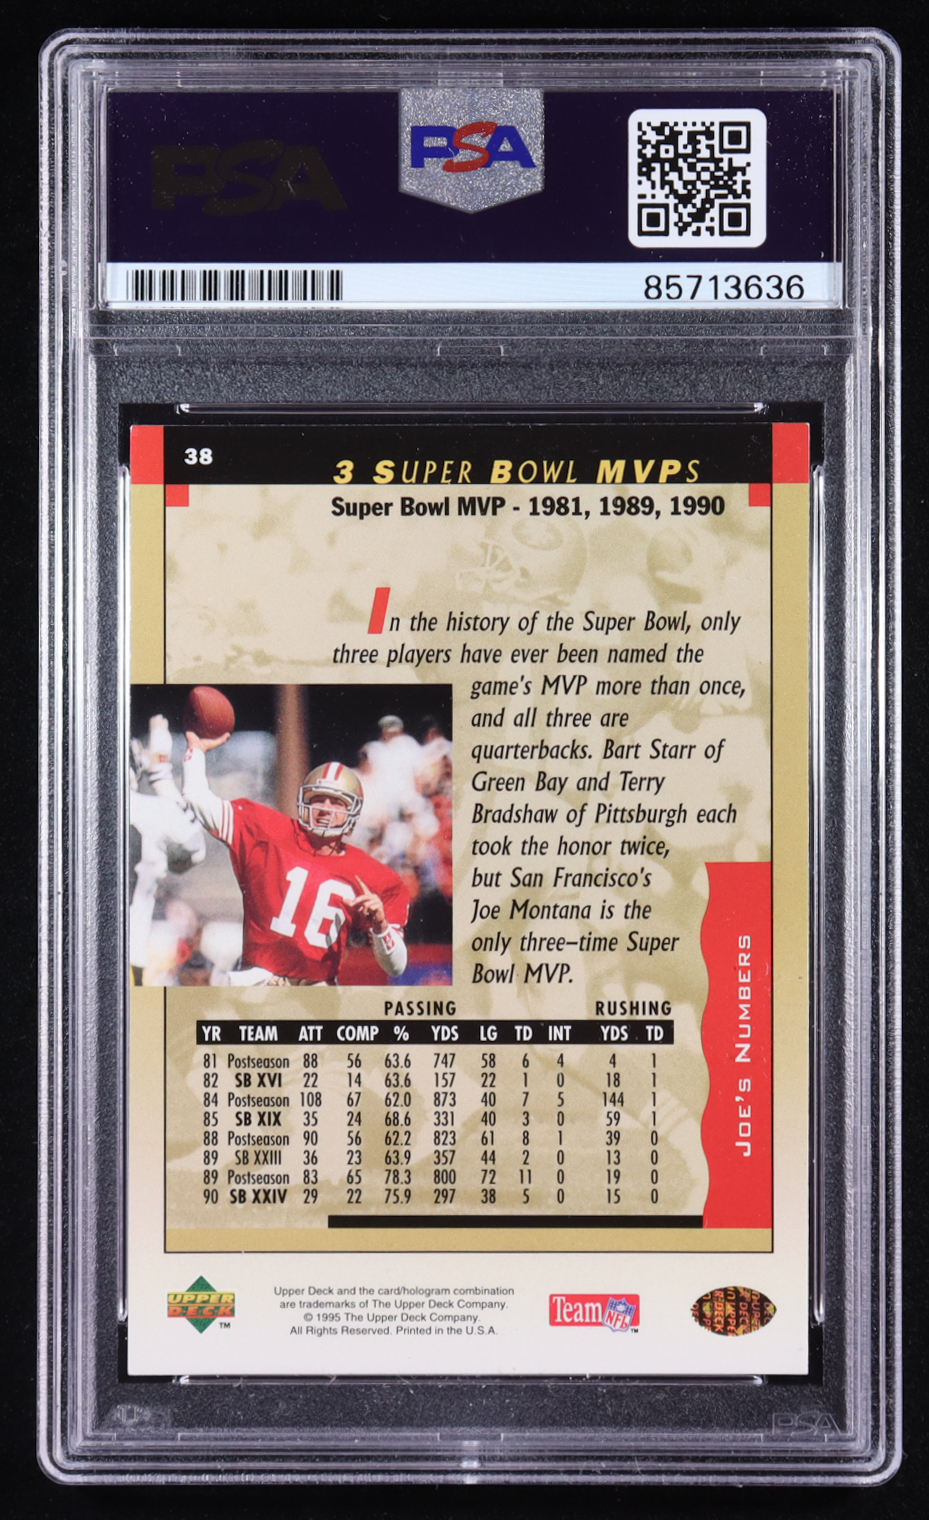 PSA
PSA
85713636
38
3 SUPER BOWL MVPS
Super Bowl MVP - 1981, 1989, 1990
In the history of the Super Bowl, only
three players have ever been named the
game's MVP more than once,
and all three are
quarterbacks. Bart Starr of
Green Bay and Terry
Bradshaw of Pittsburgh each
took the honor twice,
but San Francisco's
Joe Montana is the
only three-time Super
Bowl MVP.
16
JOE'S NUMBERS
PASSING RUSHING
YR TEAM ATT COMP % YDS LG TD INT YDS TD
81 Postseason 88 56 63.6 747 58 6 4 4 1
82 SB XVI 22 14 63.6 157 22 1 0 18 1
84 Postseason 108 67 62.0 873 40 7 5 144 1
85 SB XIX 35 24 68.6 331 40 3 0 59 1
88 Postseason 90 56 62.2 823 61 8 1 39 0
89 SB XXIII 36 23 63.9 357 44 2 0 13 0
89 Postseason 83 65 78.3 800 72 11 0 19 0
90 SB XXIV 29 22 75.9 297 38 5 0 15 0
UPPER
DECK
TM
Upper Deck and the card/hologram combination
are trademarks of The Upper Deck Company.
© 1995 The Upper Deck Company.
All Rights Reserved. Printed in the U.S.A.
Team NFL
TM
PSA